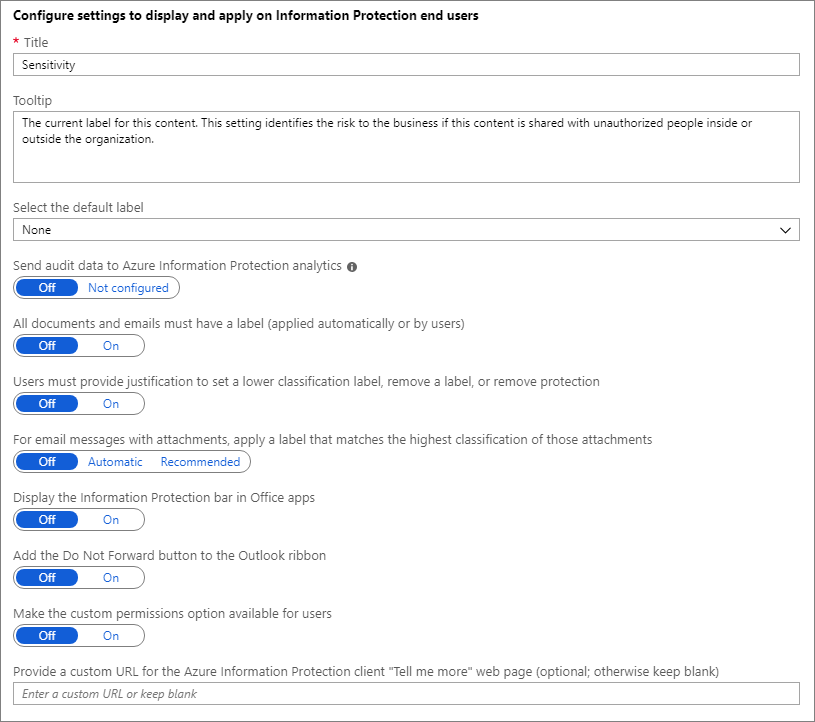 Configure settings to display and apply on Information Protection end users
* Title
Sensitivity
Tooltip
The current label for this content. This setting identifies the risk to the business if this content is shared with unauthorized people inside or
outside the organization.
Select the default label
None
Send audit data to Azure Information Protection analytics
Off Not configured
All documents and emails must have a label (applied automatically or by users)
Off On
Users must provide justification to set a lower classification label, remove a label, or remove protection
Off On
For email messages with attachments, apply a label that matches the highest classification of those attachments
Off Automatic Recommended
Display the Information Protection bar in Office apps
Off On
Add the Do Not Forward button to the Outlook ribbon
Off On
Make the custom permissions option available for users
Off On
Provide a custom URL for the Azure Information Protection client "Tell me more" web page (optional; otherwise keep blank)
Enter a custom URL or keep blank